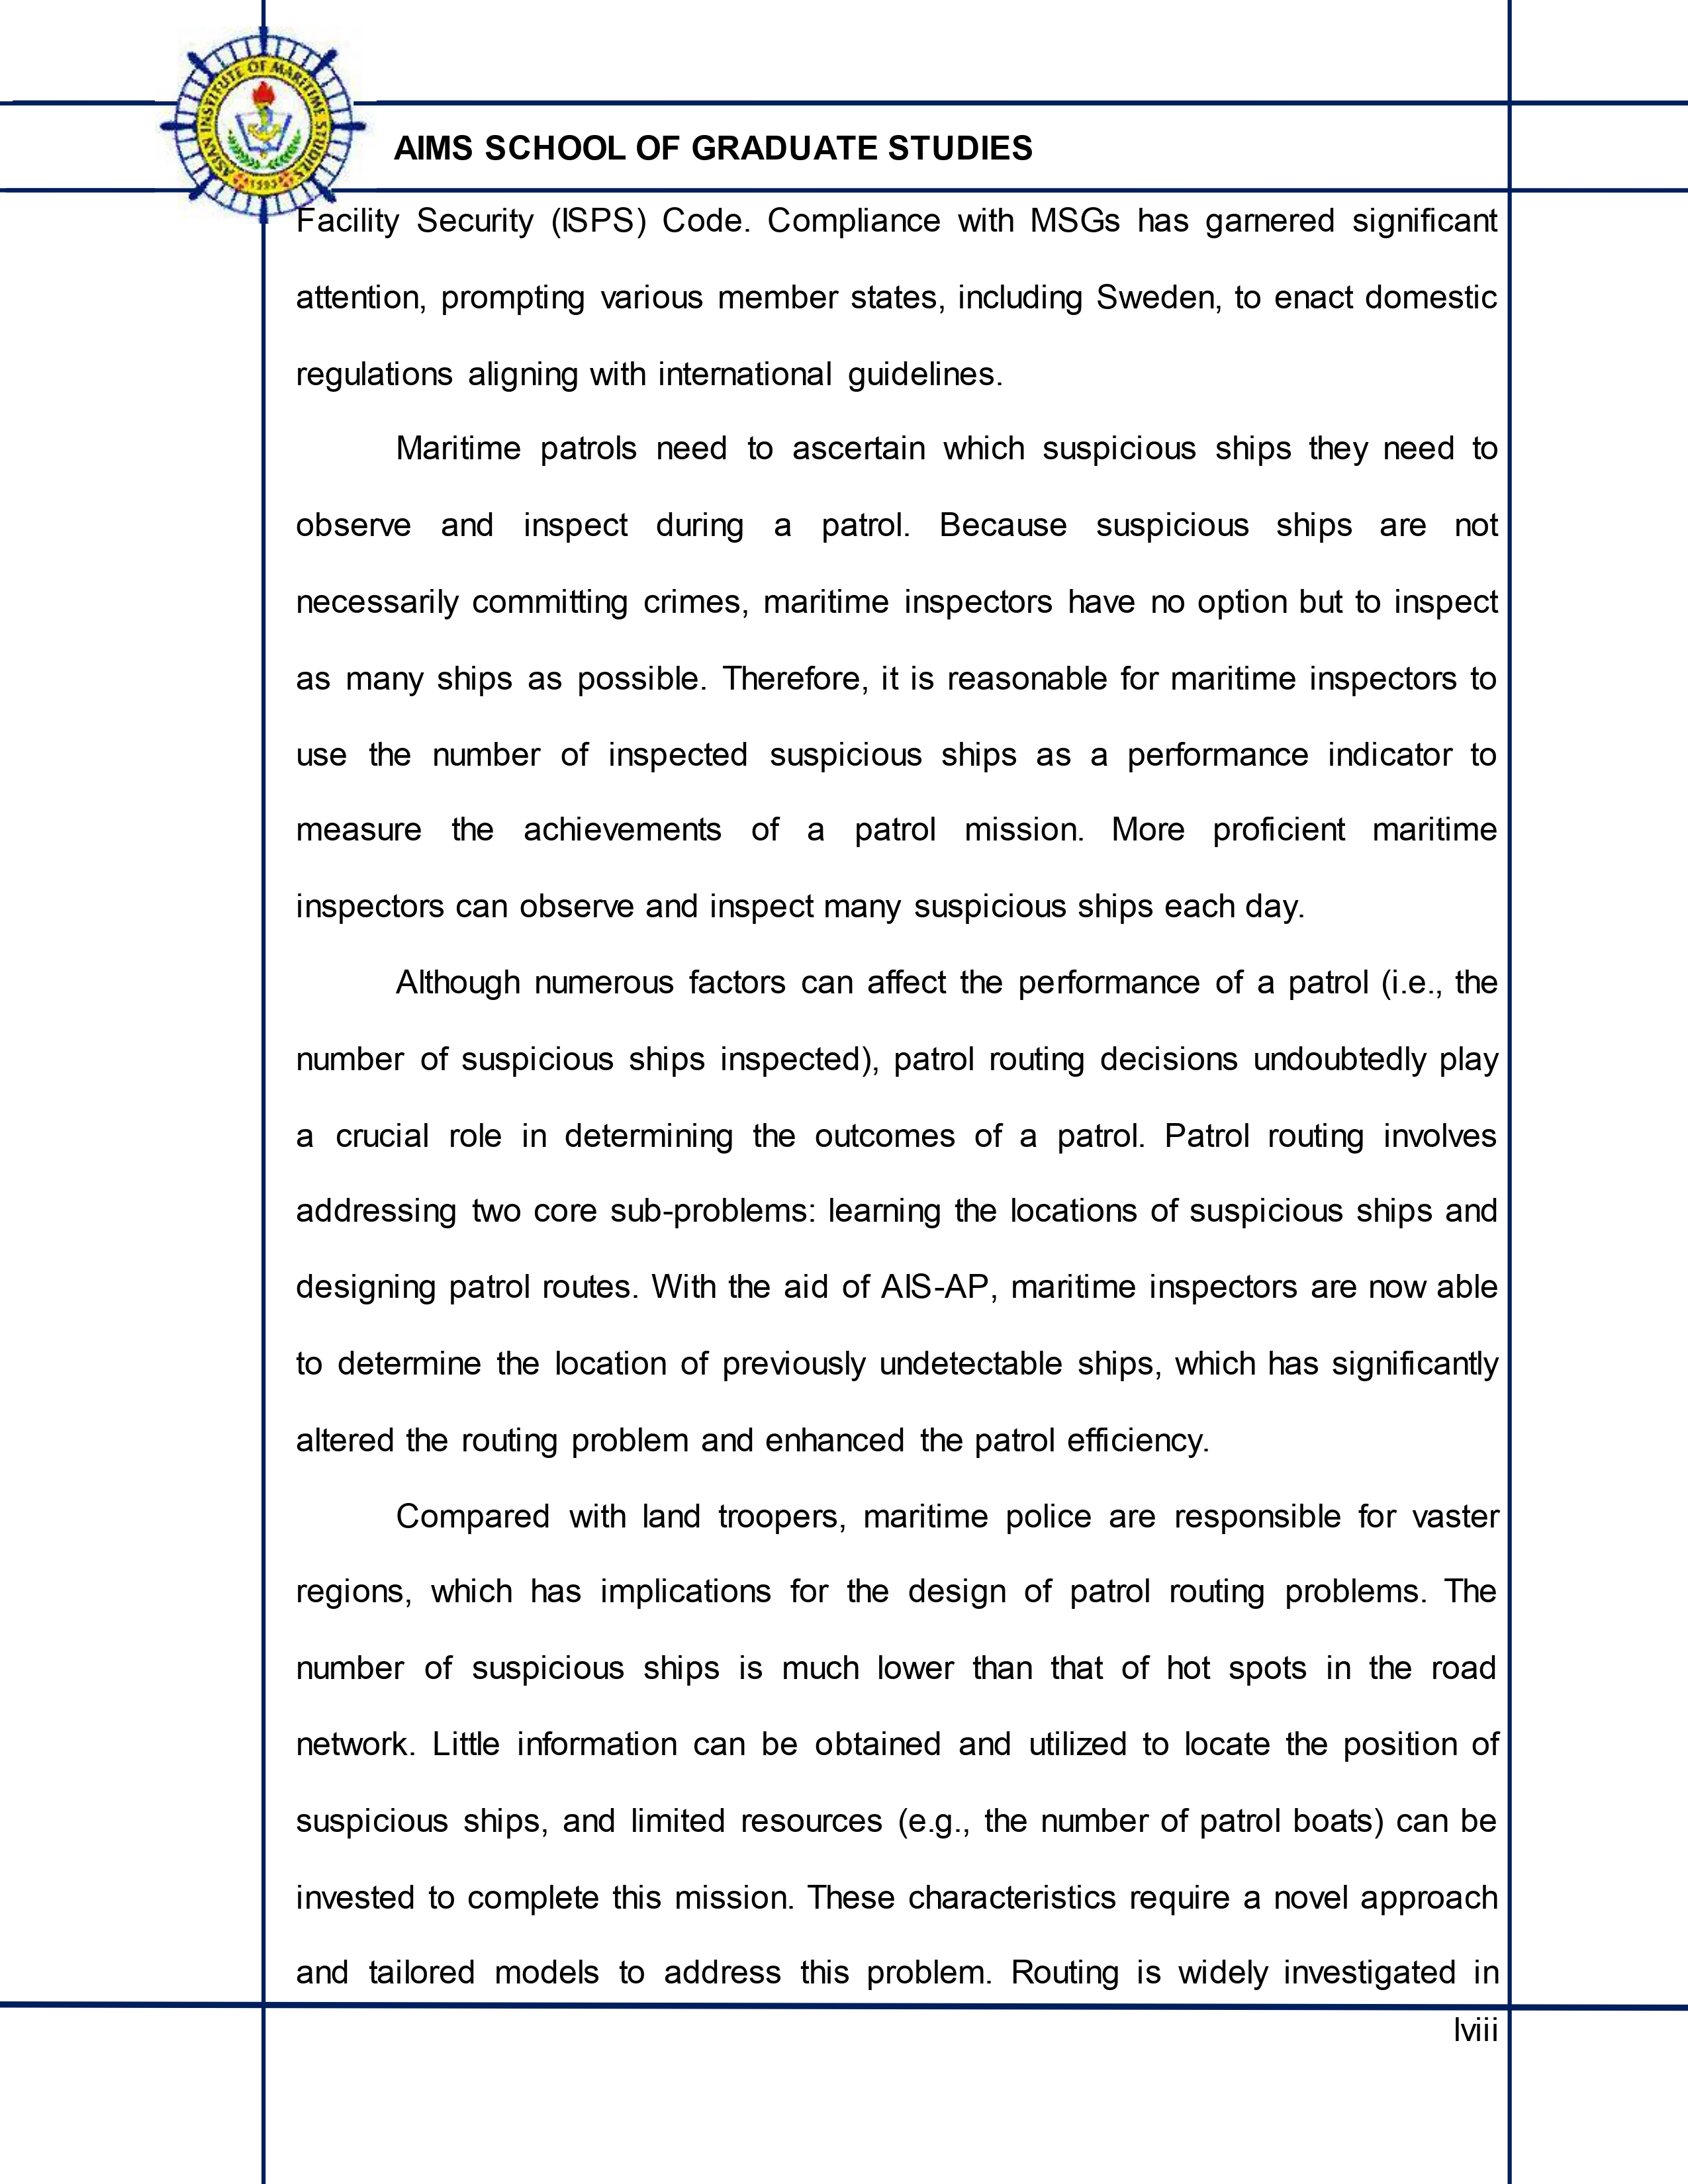 ASIAN INSTITUTE OF MARITIME STUDIES
1993
AIMS SCHOOL OF GRADUATE STUDIES
Facility Security (ISPS) Code. Compliance with MSGs has garnered significant
attention, prompting various member states, including Sweden, to enact domestic
regulations aligning with international guidelines.
Maritime patrols need to ascertain which suspicious ships they need to
observe and inspect during a patrol. Because suspicious ships are not
necessarily committing crimes, maritime inspectors have no option but to inspect
as many ships as possible. Therefore, it is reasonable for maritime inspectors to
use the number of inspected suspicious ships as a performance indicator to
measure the achievements of a patrol mission. More proficient maritime
inspectors can observe and inspect many suspicious ships each day.
Although numerous factors can affect the performance of a patrol (i.e., the
number of suspicious ships inspected), patrol routing decisions undoubtedly play
a crucial role in determining the outcomes of a patrol. Patrol routing involves
addressing two core sub-problems: learning the locations of suspicious ships and
designing patrol routes. With the aid of AIS-AP, maritime inspectors are now able
to determine the location of previously undetectable ships, which has significantly
altered the routing problem and enhanced the patrol efficiency.
Compared with land troopers, maritime police are responsible for vaster
regions, which has implications for the design of patrol routing problems. The
number of suspicious ships is much lower than that of hot spots in the road
network. Little information can be obtained and utilized to locate the position of
suspicious ships, and limited resources (e.g., the number of patrol boats) can be
invested to complete this mission. These characteristics require a novel approach
and tailored models to address this problem. Routing is widely investigated in
lviii